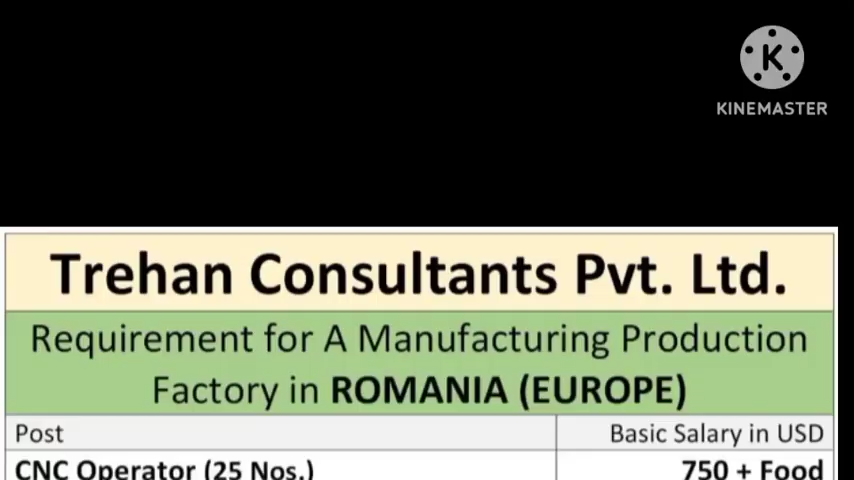 K
KINEMASTER
Trehan Consultants Pvt. Ltd.
Requirement for A Manufacturing Production
Factory in ROMANIA (EUROPE)
Post Basic Salary in USD
CNC Operator (25 Nos.) 750 + Food